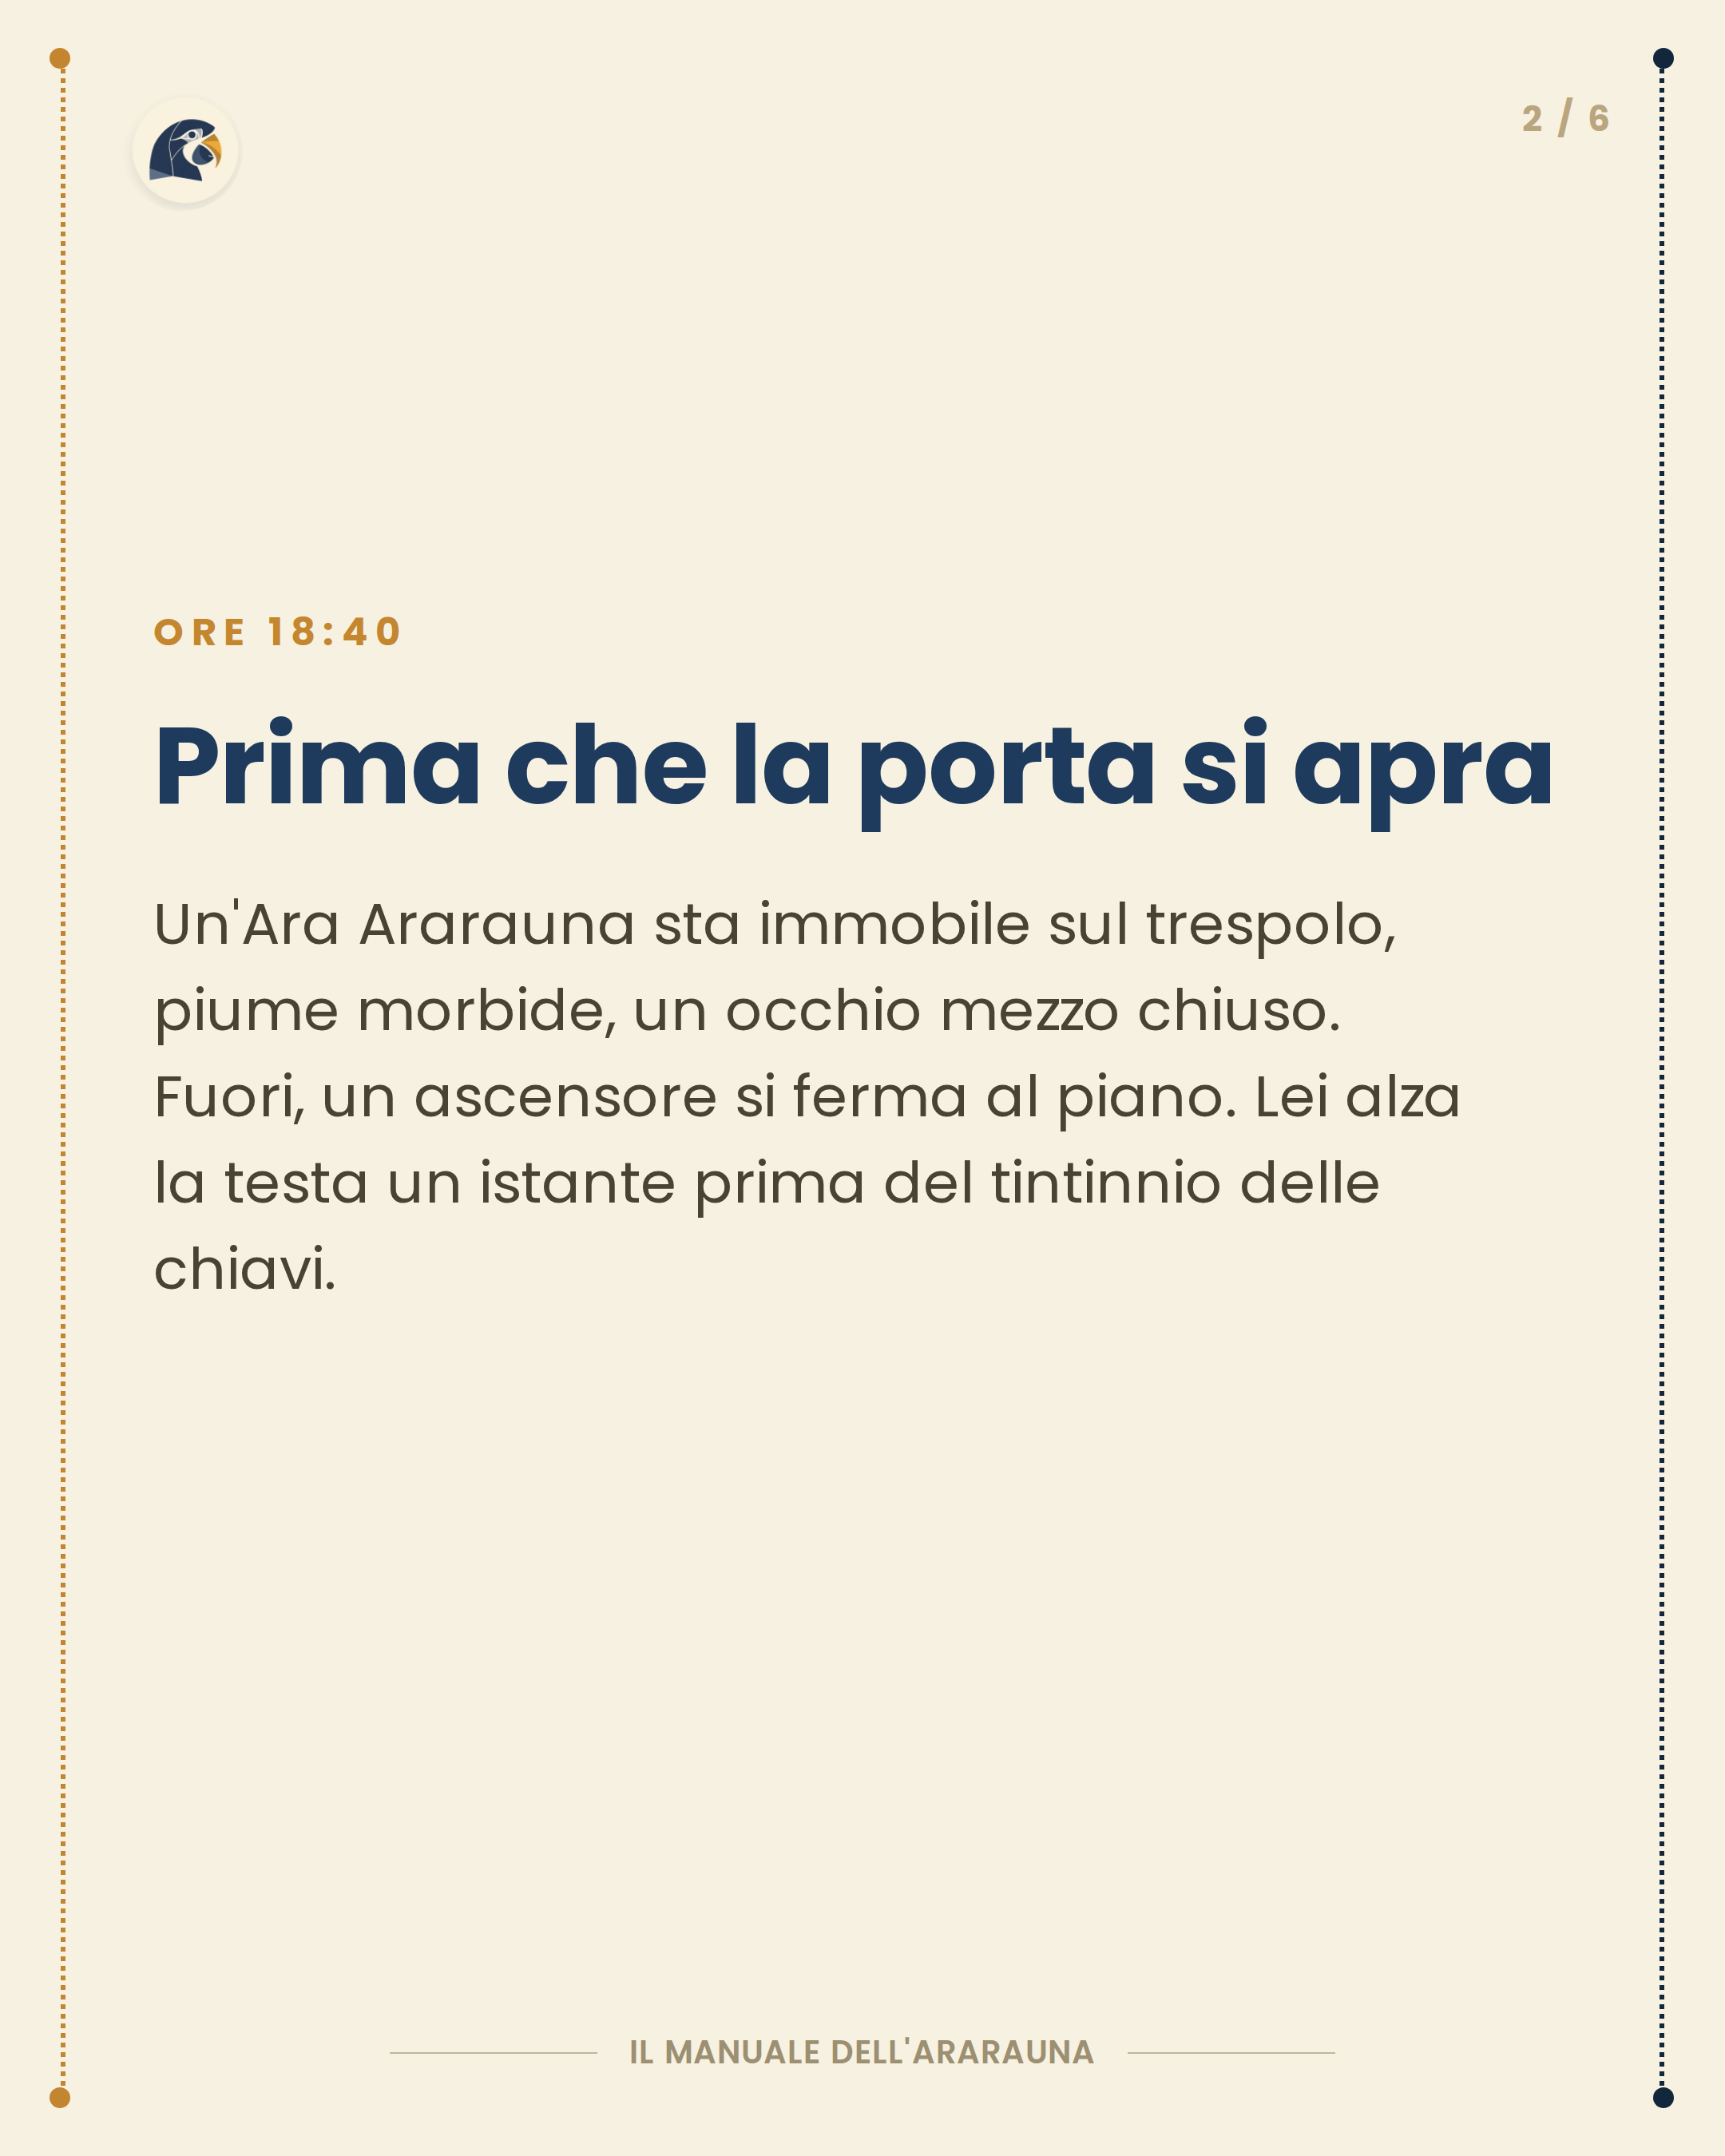 2 / 6
ORE 18:40
Prima che la porta si apra
Un'Ara Ararauna sta immobile sul trespolo,
piume morbide, un occhio mezzo chiuso.
Fuori, un ascensore si ferma al piano. Lei alza
la testa un istante prima del tintinnio delle
chiavi.
IL MANUALE DELL'ARARAUNA